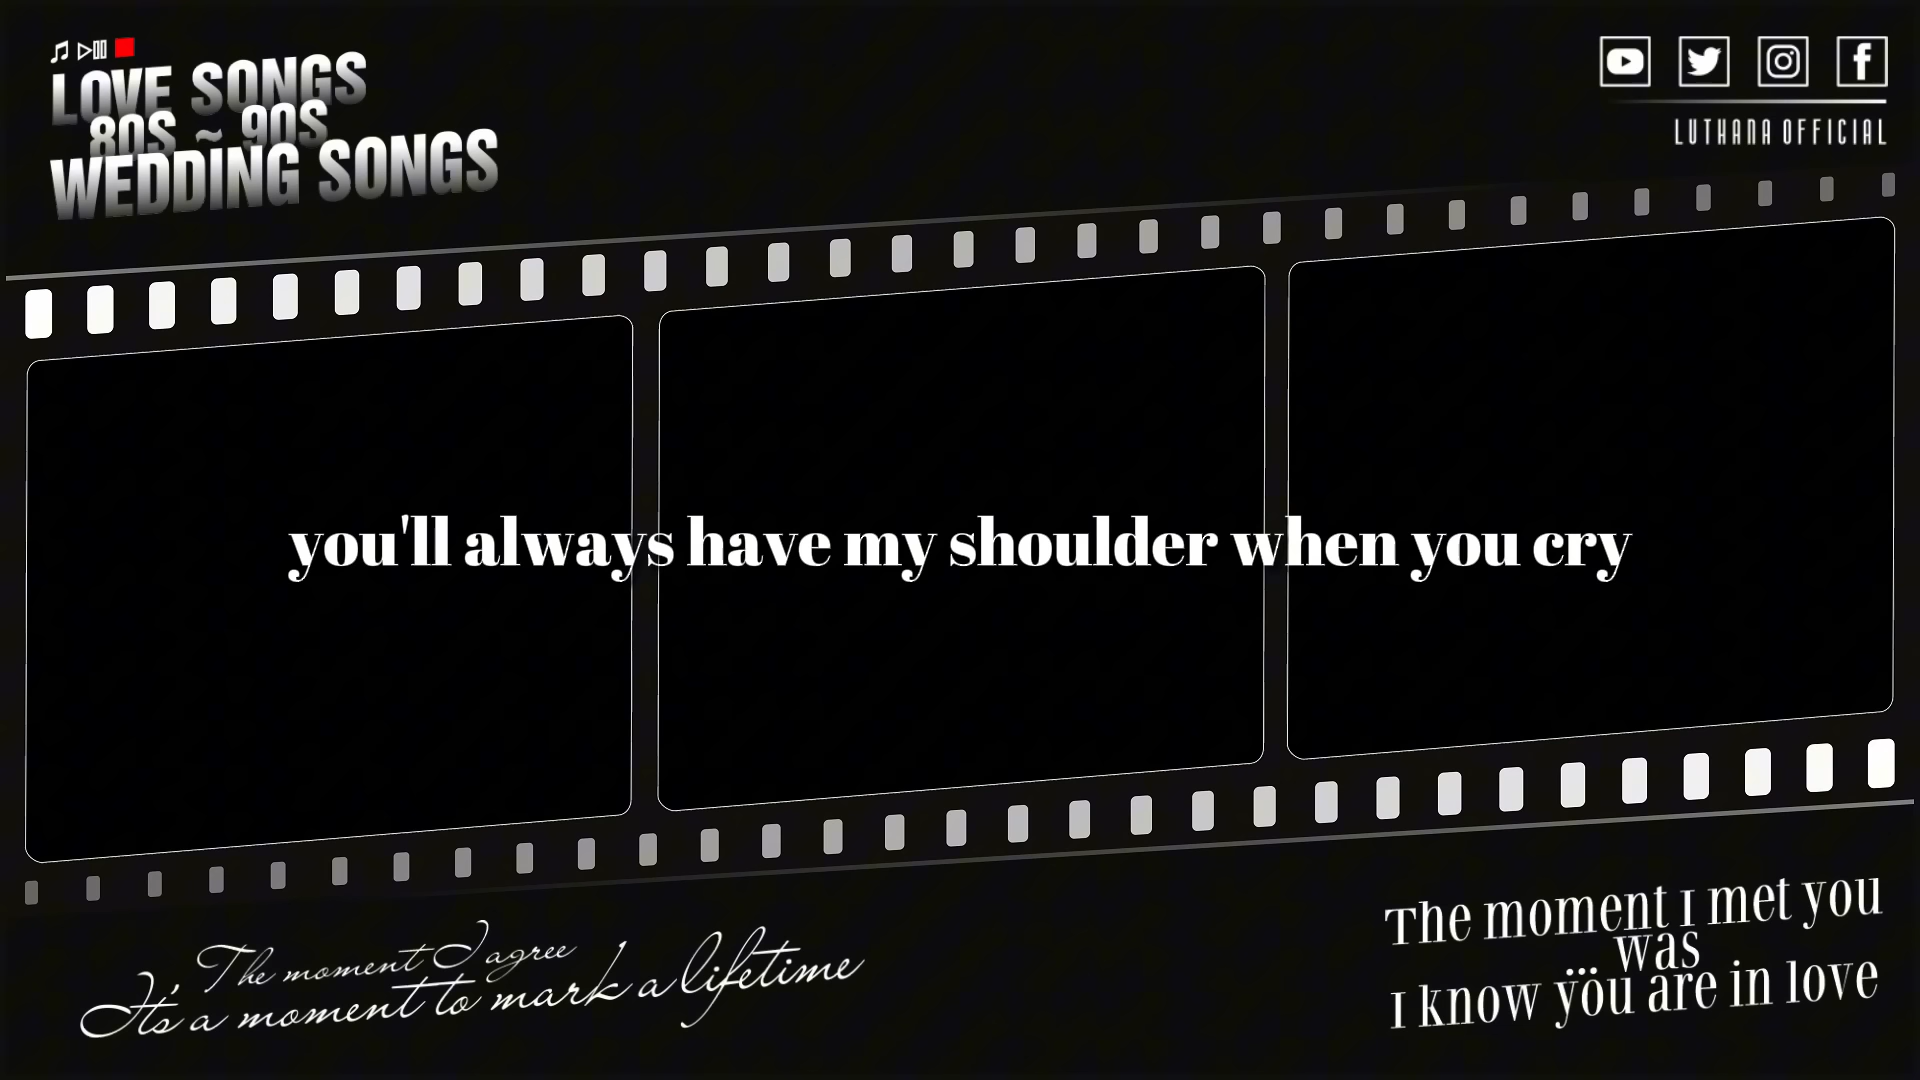 LOVE SONGS
80S ~ 90S
WEDDING SONGS
LUTHANA OFFICIAL
you'll always have my shoulder when you cry
The moment I agree
It's a moment to mark a lifetime
The moment I met you
was
I know you are in love